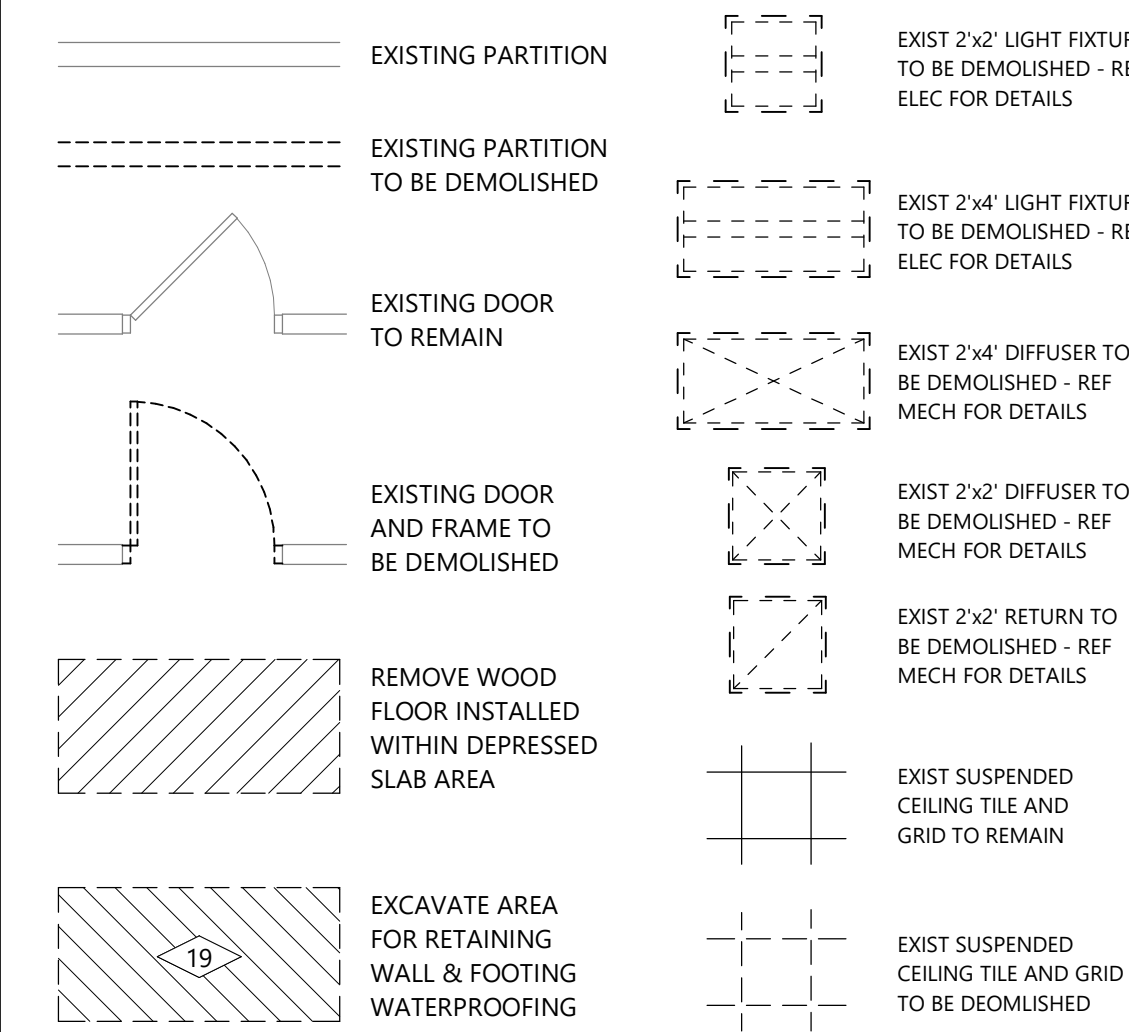 EXISTING PARTITION
EXISTING PARTITION
TO BE DEMOLISHED
EXISTING DOOR
TO REMAIN
EXISTING DOOR
AND FRAME TO
BE DEMOLISHED
REMOVE WOOD
FLOOR INSTALLED
WITHIN DEPRESSED
SLAB AREA
19
EXCAVATE AREA
FOR RETAINING
WALL & FOOTING
WATERPROOFING
EXIST 2'x2' LIGHT
TO BE DEMOLISHED -
ELEC FOR DETAILS
EXIST 2'x4' LIGHT
TO BE DEMOLISHED -
ELEC FOR DETAILS
EXIST 2'x4' DIFFUSER TO
BE DEMOLISHED - REF
MECH FOR DETAILS
EXIST 2'x2' DIFFUSER TO
BE DEMOLISHED - REF
MECH FOR DETAILS
EXIST 2'x2' RETURN TO
BE DEMOLISHED - REF
MECH FOR DETAILS
EXIST SUSPENDED
CEILING TILE AND
GRID TO REMAIN
EXIST SUSPENDED
CEILING TILE AND GRID
TO BE DEOMLISHED